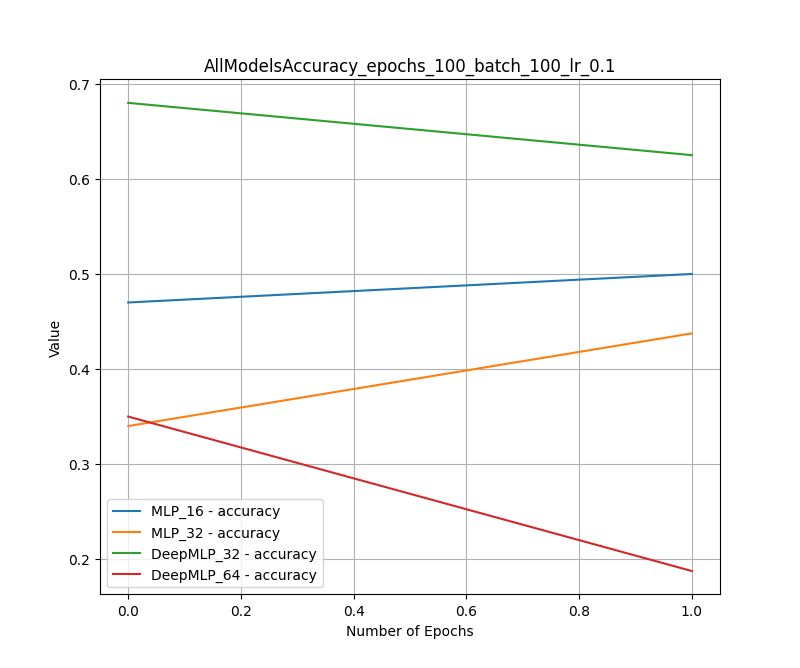 AllModelsAccuracy_epochs_100_batch_100_lr_0.1
0.7
0.6
0.5
0.4
0.3
0.2
Value
MLP_16 - accuracy
MLP_32 - accuracy
DeepMLP_32 - accuracy
DeepMLP_64 - accuracy
0.0 0.2 0.4 0.6 0.8 1.0
Number of Epochs